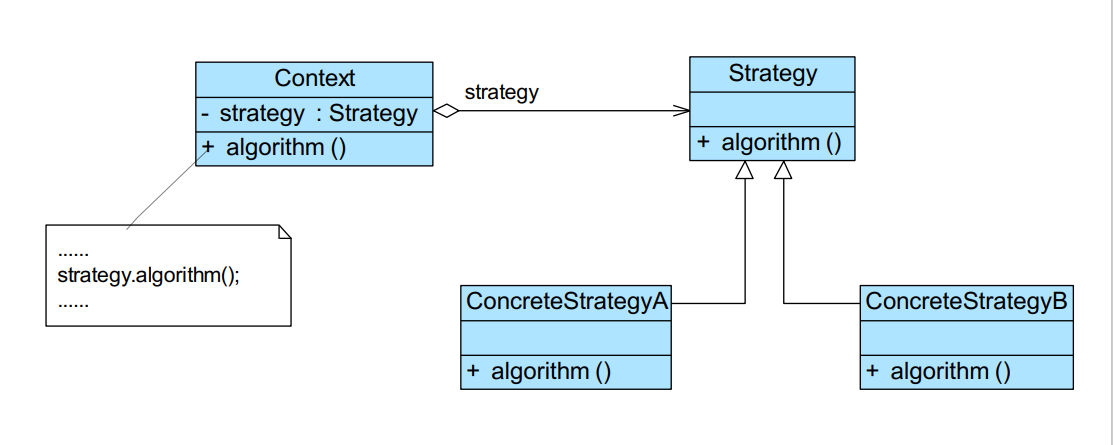 Context
- strategy : Strategy
+ algorithm ()
strategy
Strategy
+ algorithm ()
......
strategy.algorithm();
......
ConcreteStrategyA
+ algorithm ()
ConcreteStrategyB
+ algorithm ()